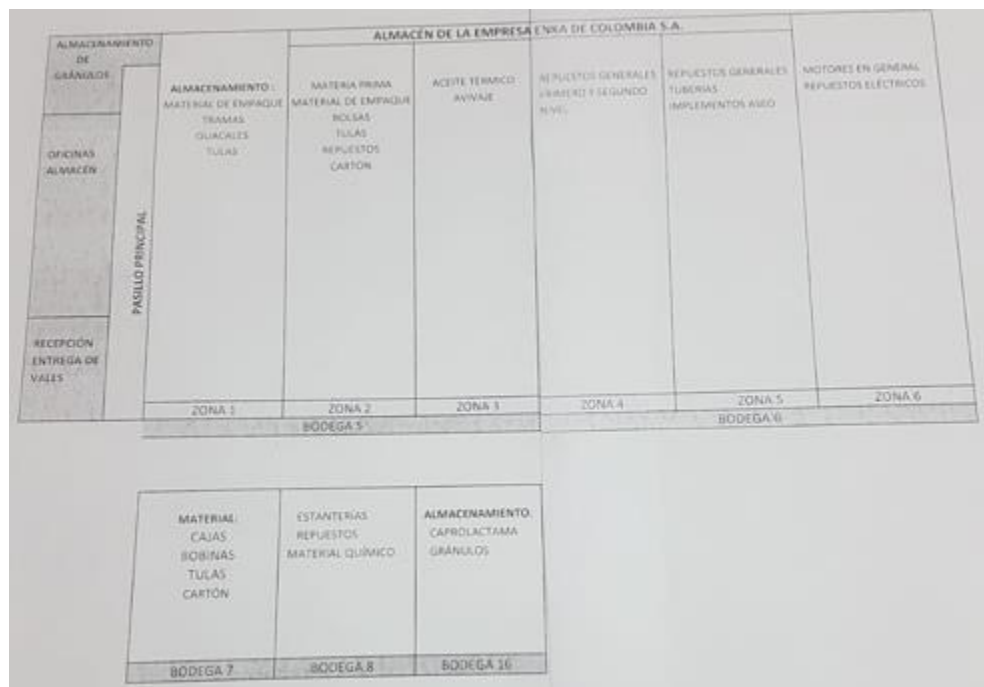 ALMACÉN DE LA EMPRESA ENKA DE COLOMBIA S.A.
ALMACENAMIENTO
DE
GRÁNULOS
OFICINAS
ALMACÉN
RECEPCIÓN
ENTREGA DE
VALES
PASILLO PRINCIPAL
ALMACENAMIENTO :
MATERIAL DE EMPAQUE
TRAMAS
GUACALES
TULAS
ZONA 1
MATERIA PRIMA
MATERIAL DE EMPAQUE
BOLSAS
TULAS
REPUESTOS
CARTÓN
ZONA 2
ACEITE TÉRMICO
AVIVAJE
ZONA 3
REPUESTOS GENERALES
PRIMERO Y SEGUNDO
NIVEL
ZONA 4
REPUESTOS GENERALES
TUBERIAS
IMPLEMENTOS ASEO
ZONA 5
MOTORES EN GENERAL
REPUESTOS ELÉCTRICOS
ZONA 6
BODEGA 5
BODEGA 6
MATERIAL:
CAJAS
BOBINAS
TULAS
CARTÓN
BODEGA 7
ESTANTERÍAS
REPUESTOS
MATERIAL QUÍMICO
BODEGA 8
ALMACENAMIENTO:
CAPROLACTAMA
GRÁNULOS
BODEGA 16